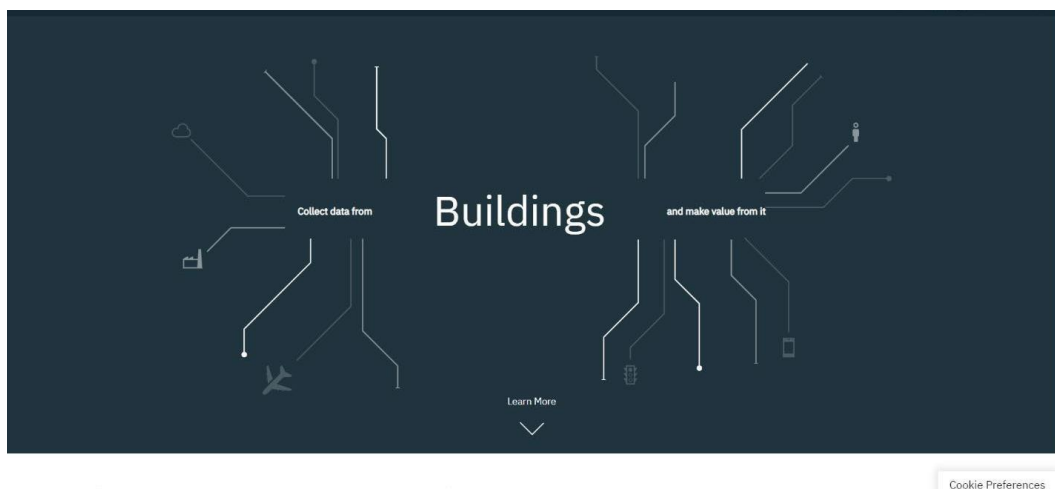 Collect data from Buildings and make value from it
Learn More
Cookie Preferences